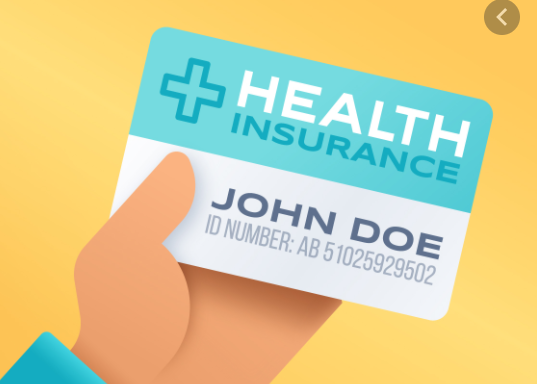 HEALTH
INSURANCE
JOHN DOE
ID NUMBER: AB 51025929502